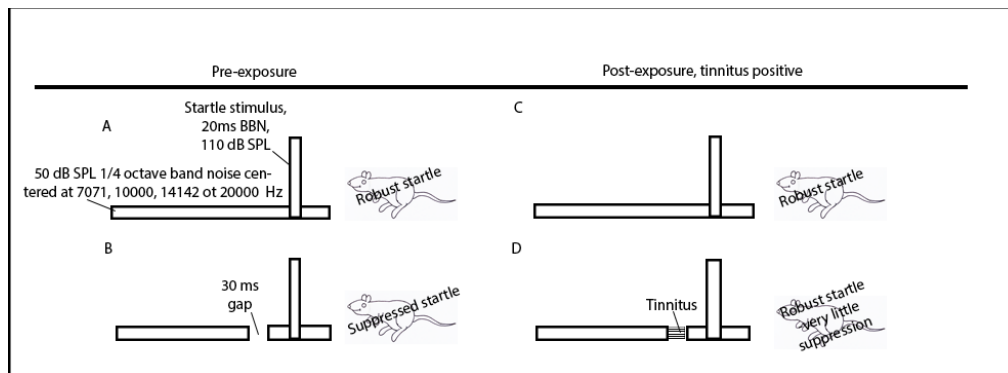 Pre-exposure
Post-exposure, tinnitus positive
A
Startle stimulus,
20ms BBN,
110 dB SPL
50 dB SPL 1/4 octave band noise cen-
tered at 7071, 10000, 14142 ot 20000 Hz
Robust startle
C
Robust startle
B
30 ms
gap
Suppressed startle
D
Tinnitus
Robust startle
very little
suppression